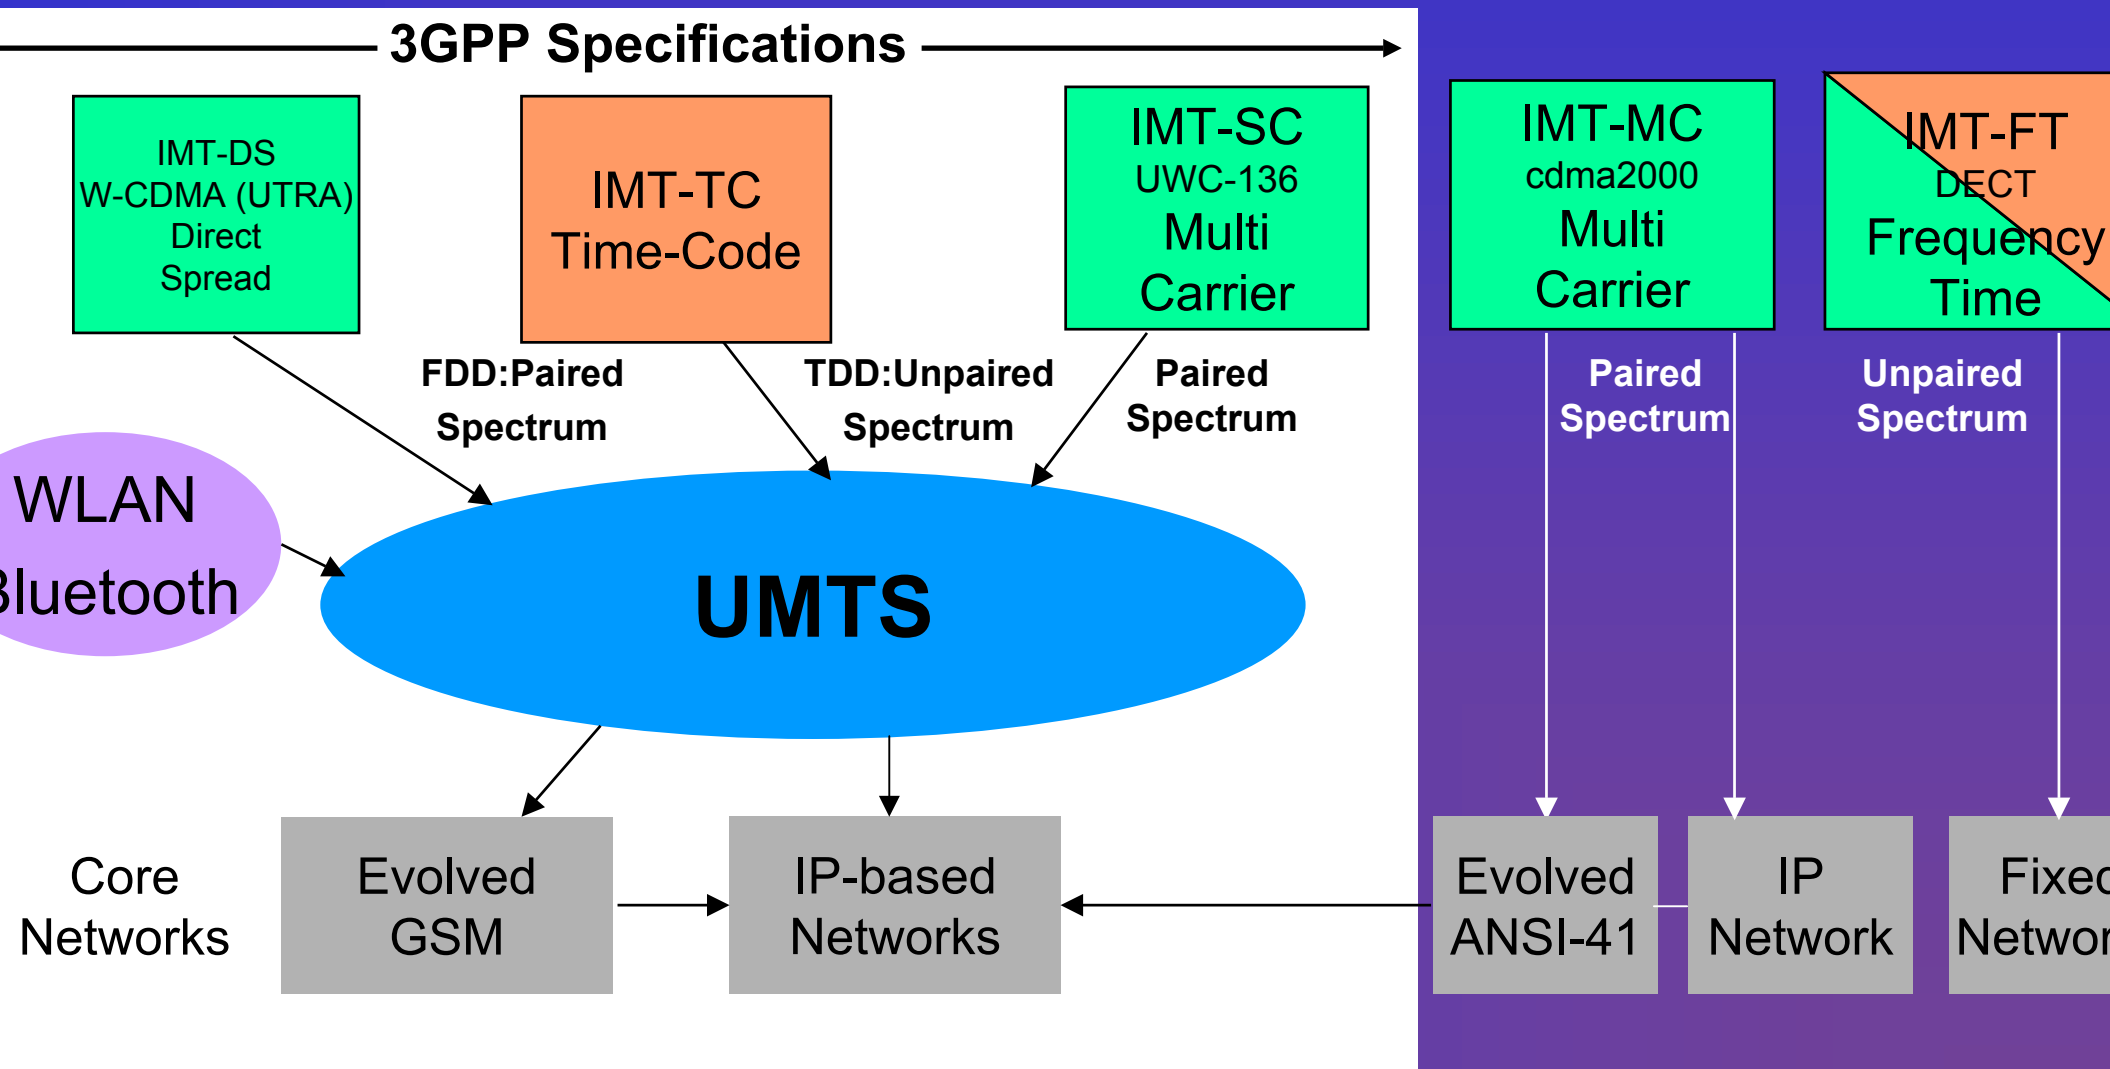 3GPP Specifications
IMT-DS
W-CDMA (UTRA)
Direct
Spread
IMT-TC
Time-Code
IMT-SC
UWC-136
Multi
Carrier
IMT-MC
cdma2000
Multi
Carrier
IMT-FT
DECT
Frequency
Time
FDD:Paired
Spectrum
TDD:Unpaired
Spectrum
Paired
Spectrum
Paired
Spectrum
Unpaired
Spectrum
WLAN
Bluetooth
UMTS
Core
Networks
Evolved
GSM
IP-based
Networks
Evolved
ANSI-41
IP
Network
Fixed